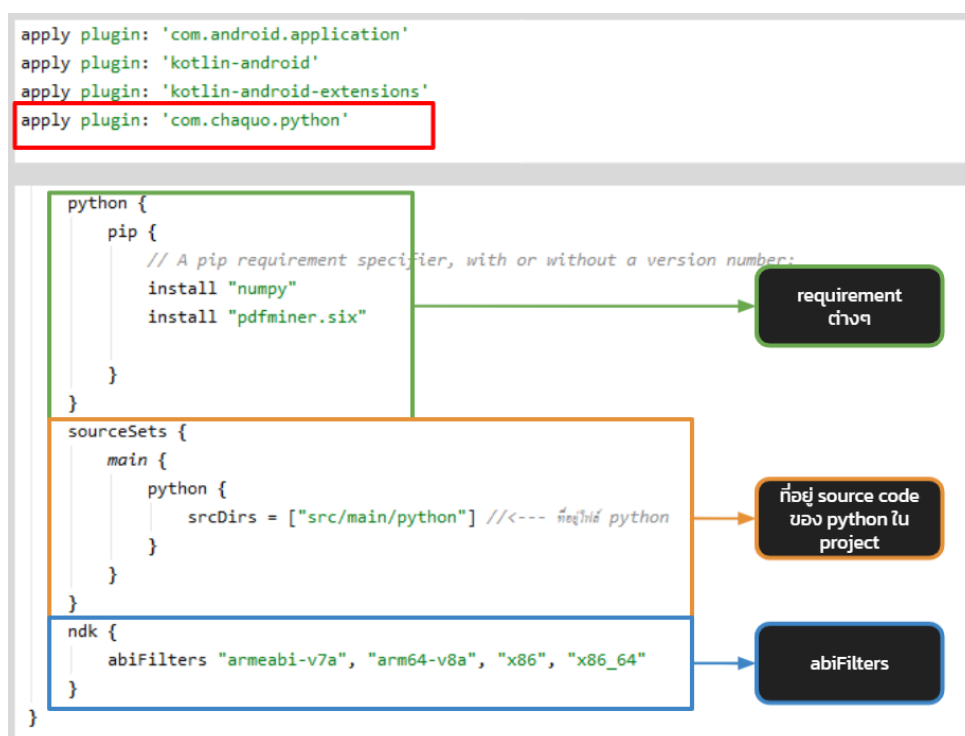 apply plugin: 'com.android.application'
apply plugin: 'kotlin-android'
apply plugin: 'kotlin-android-extensions'
apply plugin: 'com.chaquo.python'
python {
pip {
// A pip requirement specifier, with or without a version number:
install "numpy"
install "pdfminer.six"
}
}
requirement
ต่างๆ
sourceSets {
main {
python {
srcDirs = ["src/main/python"] //<--- ที่อยู่ไฟล์ python
}
}
}
ที่อยู่ source code
ของ python ใน
project
ndk {
abiFilters "armeabi-v7a", "arm64-v8a", "x86", "x86_64"
}
abiFilters
}